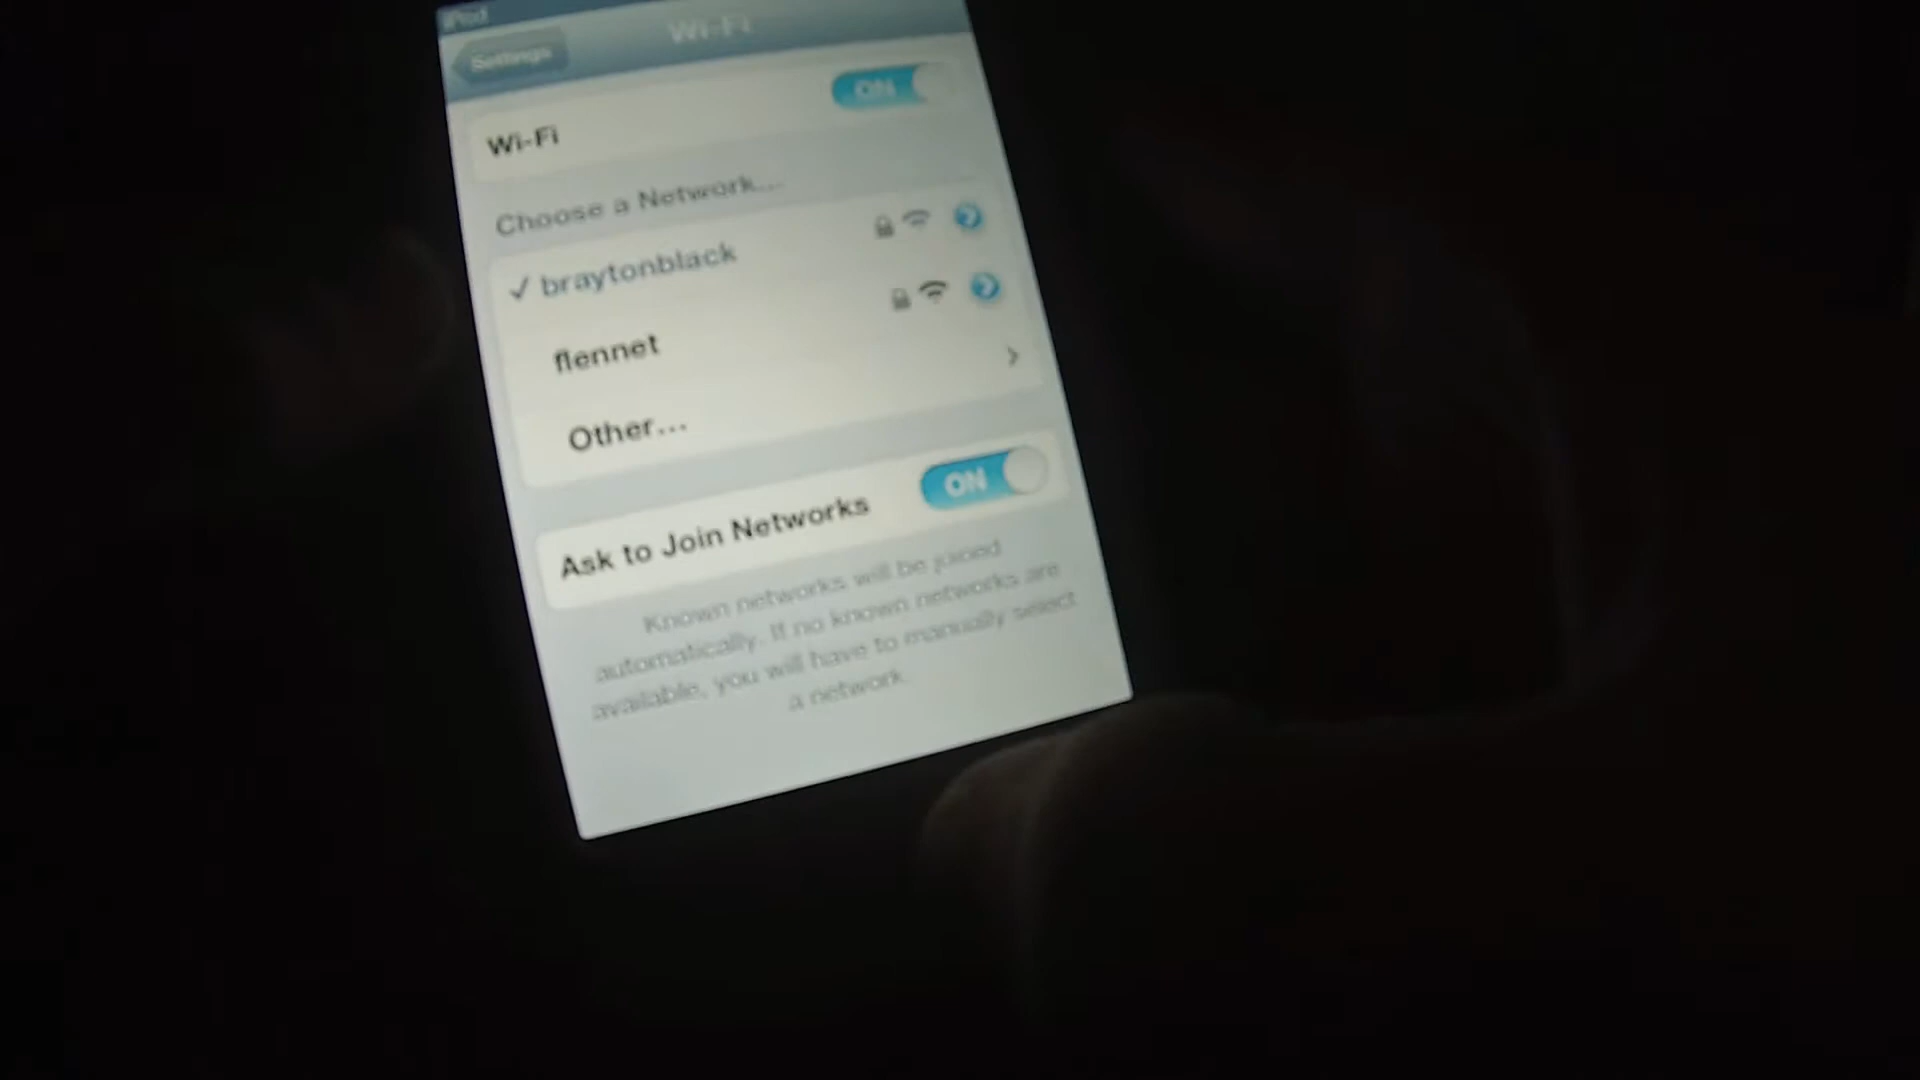 iPod
Settings
Wi-Fi
Wi-Fi
ON
Choose a Network...
✓ braytonblack
flennet
Other...
Ask to Join Networks
ON
Known networks will be joined
automatically. If no known networks are
available, you will have to manually select
a network.